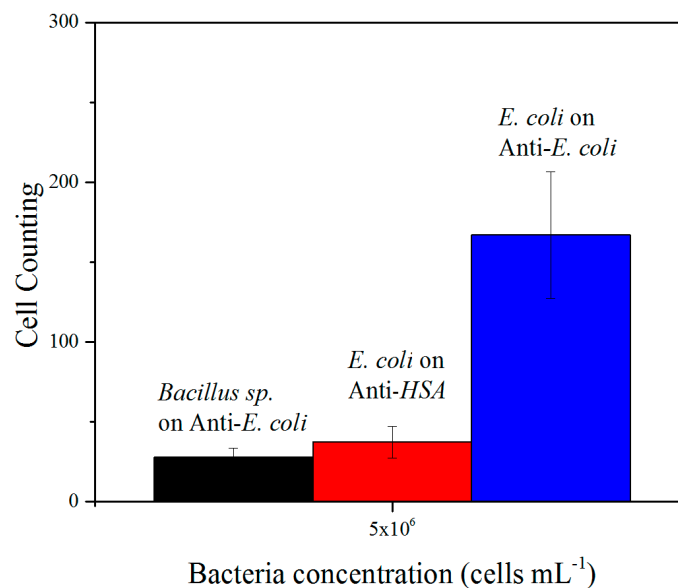 300
200
100
0
Cell Counting
E. coli on
Anti-E. coli
E. coli on
Anti-HSA
Bacillus sp.
on Anti-E. coli
5x10⁶
Bacteria concentration (cells mL⁻¹)